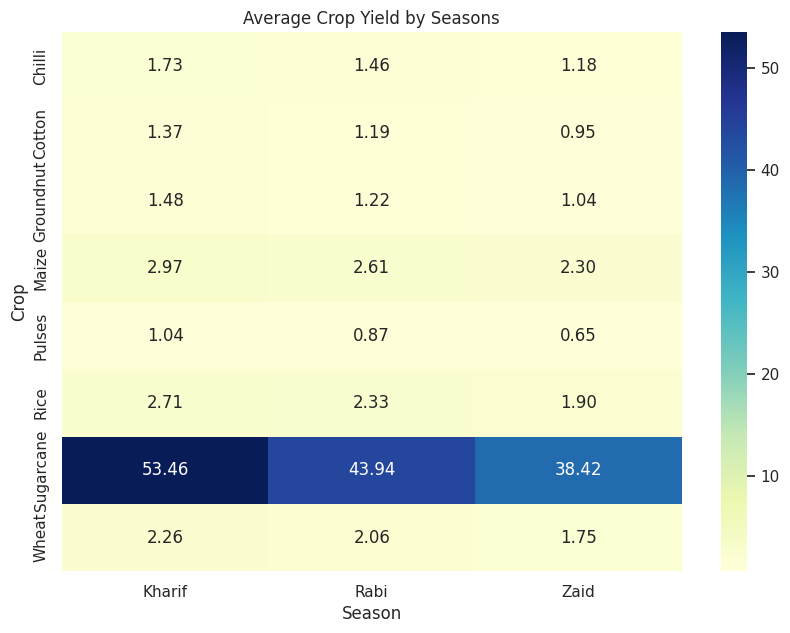 Average Crop Yield by Seasons
Crop
Chilli 1.73 1.46 1.18
Cotton 1.37 1.19 0.95
Groundnut 1.48 1.22 1.04
Maize 2.97 2.61 2.30
Pulses 1.04 0.87 0.65
Rice 2.71 2.33 1.90
Sugarcane 53.46 43.94 38.42
Wheat 2.26 2.06 1.75
Kharif Rabi Zaid
Season
50
40
30
20
10